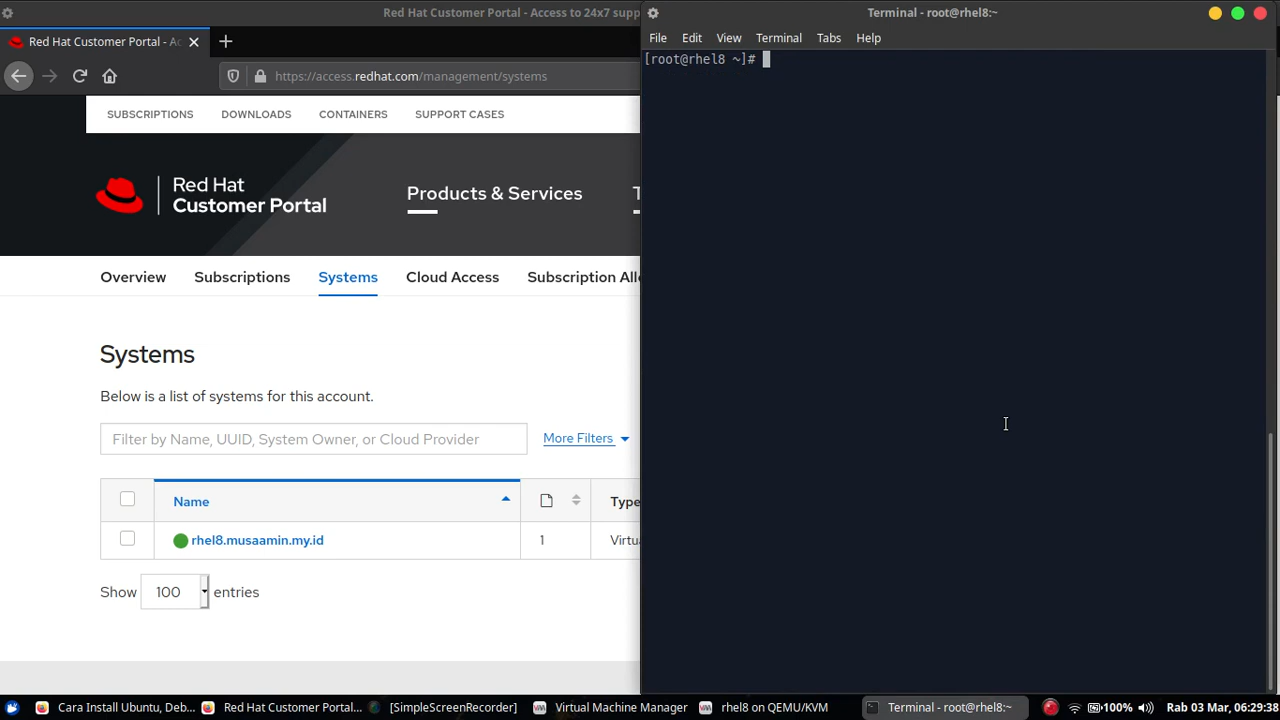 Red Hat Customer Portal - Access to 24x7 supp
Red Hat Customer Portal - Ac
https://access.redhat.com/management/systems
SUBSCRIPTIONS DOWNLOADS CONTAINERS SUPPORT CASES
Red Hat
Customer Portal
Products & Services
T
Overview Subscriptions Systems Cloud Access Subscription All
Systems
Below is a list of systems for this account.
Filter by Name, UUID, System Owner, or Cloud Provider
More Filters
Name Type
rhel8.musaamin.my.id 1 Virtu
Show 100 entries
Terminal - root@rhel8:~
File Edit View Terminal Tabs Help
[root@rhel8 ~]#
Cara Install Ubuntu, Deb... Red Hat Customer Portal... [SimpleScreenRecorder] Virtual Machine Manager rhel8 on QEMU/KVM Terminal - root@rhel8:~ 100% Rab 03 Mar, 06:29:38